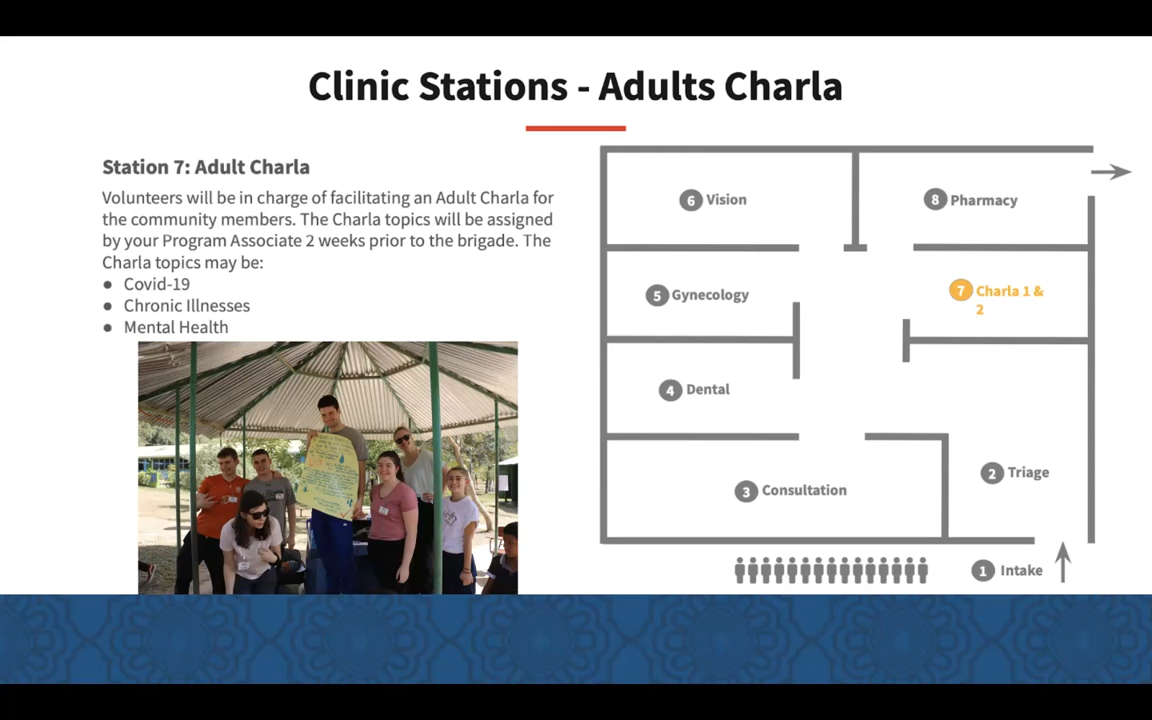 Clinic Stations - Adults Charla
Station 7: Adult Charla
Volunteers will be in charge of facilitating an Adult Charla for
the community members. The Charla topics will be assigned
by your Program Associate 2 weeks prior to the brigade. The
Charla topics may be:
● Covid-19
● Chronic Illnesses
● Mental Health
6 Vision
8 Pharmacy
5 Gynecology
7 Charla 1 &
2
4 Dental
2 Triage
3 Consultation
1 Intake